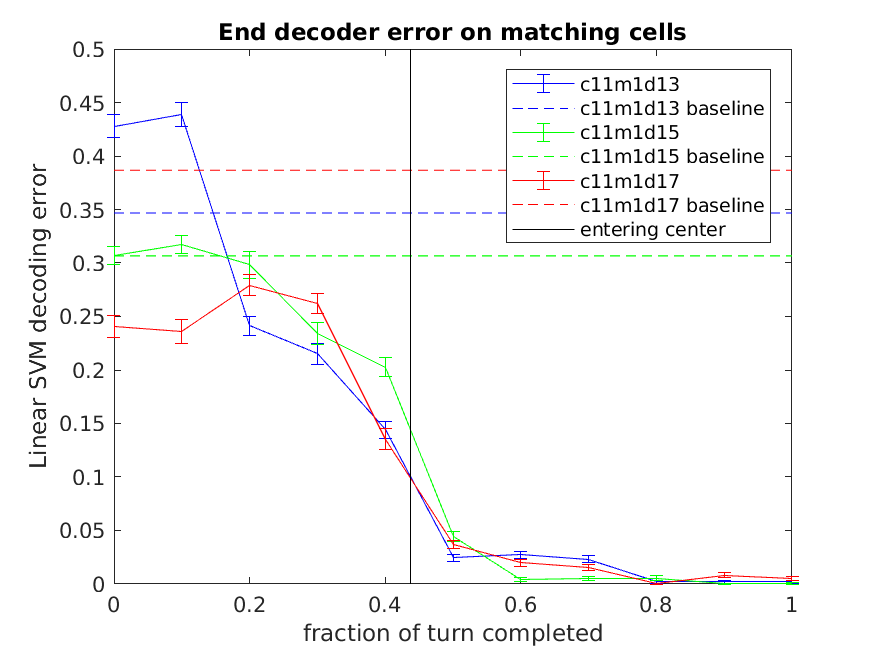 End decoder error on matching cells
0.5
0.45
0.4
0.35
0.3
0.25
0.2
0.15
0.1
0.05
0
Linear SVM decoding error
c11m1d13
c11m1d13 baseline
c11m1d15
c11m1d15 baseline
c11m1d17
c11m1d17 baseline
entering center
0 0.2 0.4 0.6 0.8 1
fraction of turn completed